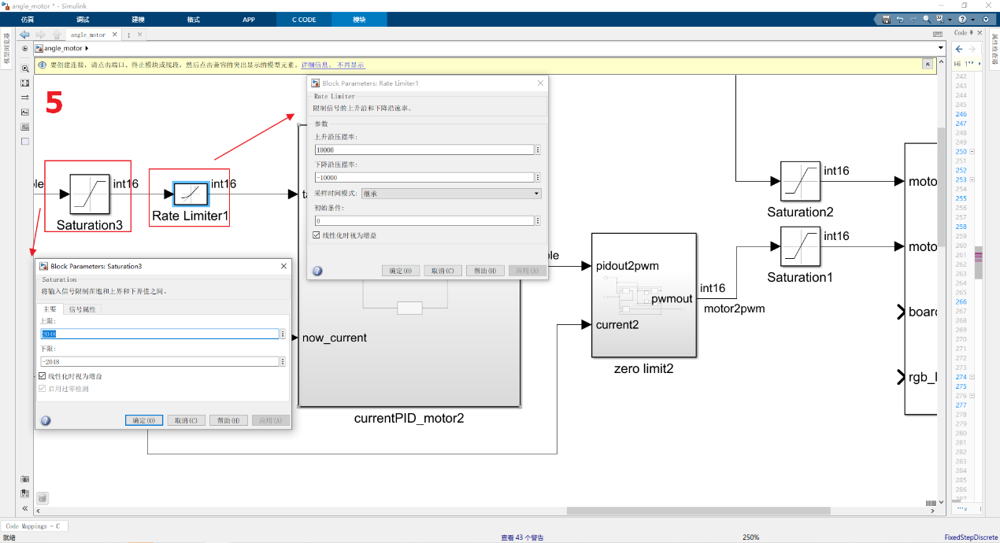 angle_motor * - Simulink
仿真 调试 建模 格式 APP C CODE 模块
angle_motor
Code
angle_motor
要创建连接，请点击端口、终止模块或线段，然后点击兼容的突出显示的模型元素。详细信息。 不再显示
模型浏览器
属性检查器
5
Block Parameters: Rate Limiter1
Rate Limiter
限制信号的上升沿和下降沿速率。
参数
上升沿压摆率:
10000
下降沿压摆率:
-10000
采样时间模式: 继承
初始条件:
0
线性化时视为增益
确定(O) 取消(C) 帮助(H) 应用(A)
int16
Saturation3
int16
Rate Limiter1
Block Parameters: Saturation3
Saturation
将输入信号限制在饱和上界和下界值之间。
主要 信号属性
上限:
2048
下限:
-2048
线性化时视为增益
启用过零检测
确定(O) 取消(C) 帮助(H) 应用(A)
now_current
currentPID_motor2
pidout2pwm
pwmout
current2
zero limit2
int16
motor2pwm
int16
Saturation2
int16
Saturation1
moto
moto
boarc
rgb_l
242
243
244
245
246
247
248
249
250
251
252
253
254
255
256
257
258
259
260
261
262
263
264
265
266
267
268
269
270
271
272
273
274
275
276
277
278
279
280
281
282
283
284
285
286
287
Code Mappings - C
就绪 查看 43 个警告 250% FixedStepDiscrete